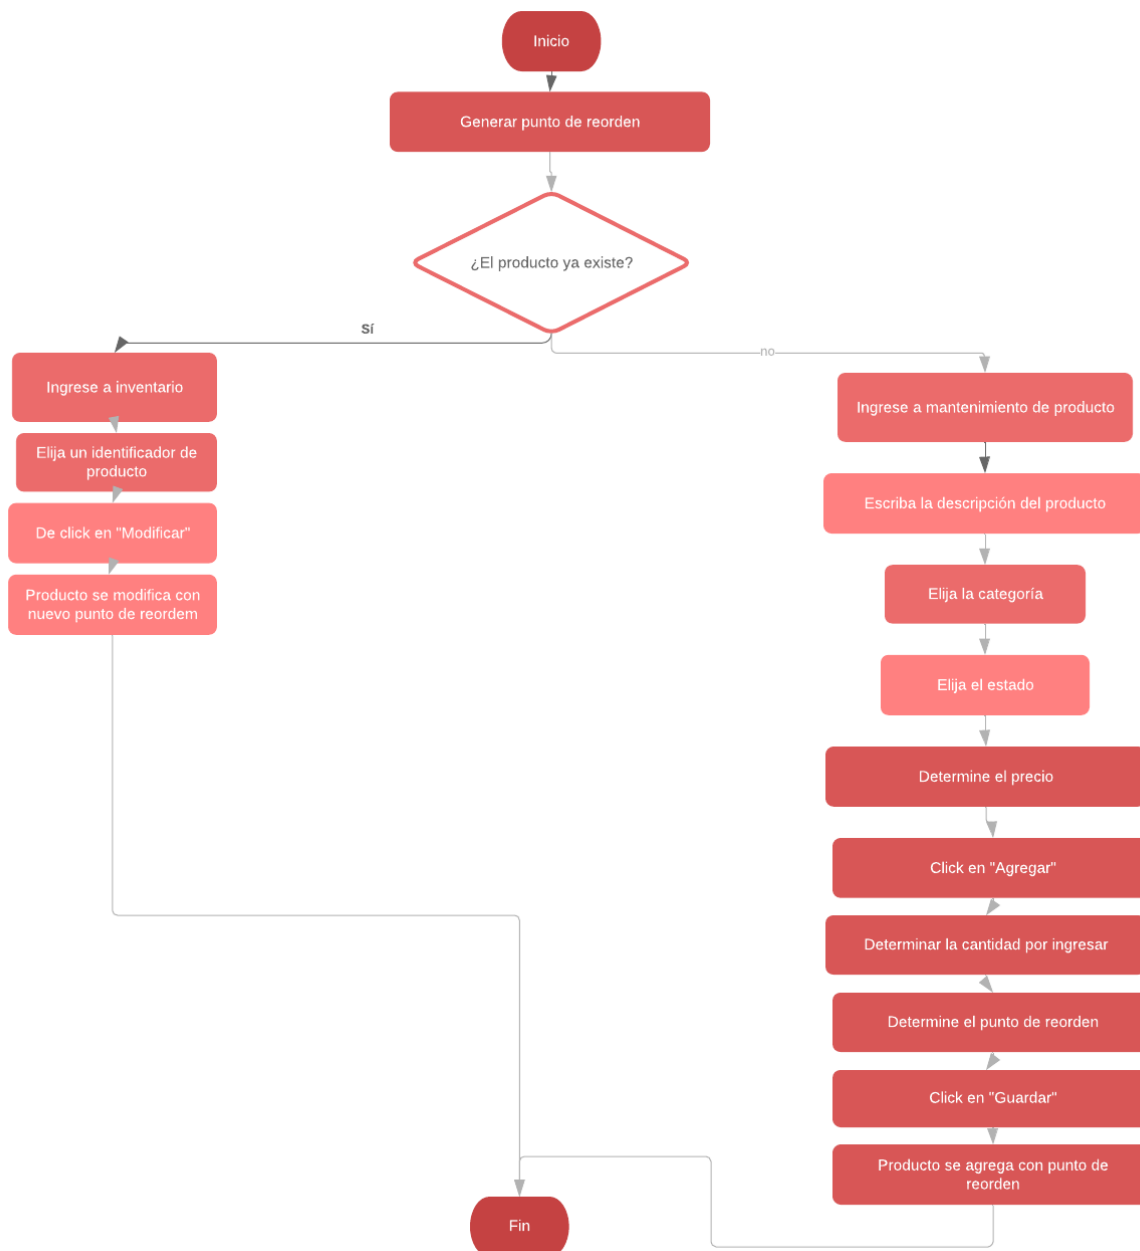 Inicio
Generar punto de reorden
¿El producto ya existe?
Sí
no
Ingrese a inventario
Elija un identificador de
producto
De click en "Modificar"
Producto se modifica con
nuevo punto de reordem
Ingrese a mantenimiento de producto
Escriba la descripción del producto
Elija la categoría
Elija el estado
Determine el precio
Click en "Agregar"
Determinar la cantidad por ingresar
Determine el punto de reorden
Click en "Guardar"
Producto se agrega con punto de
reorden
Fin